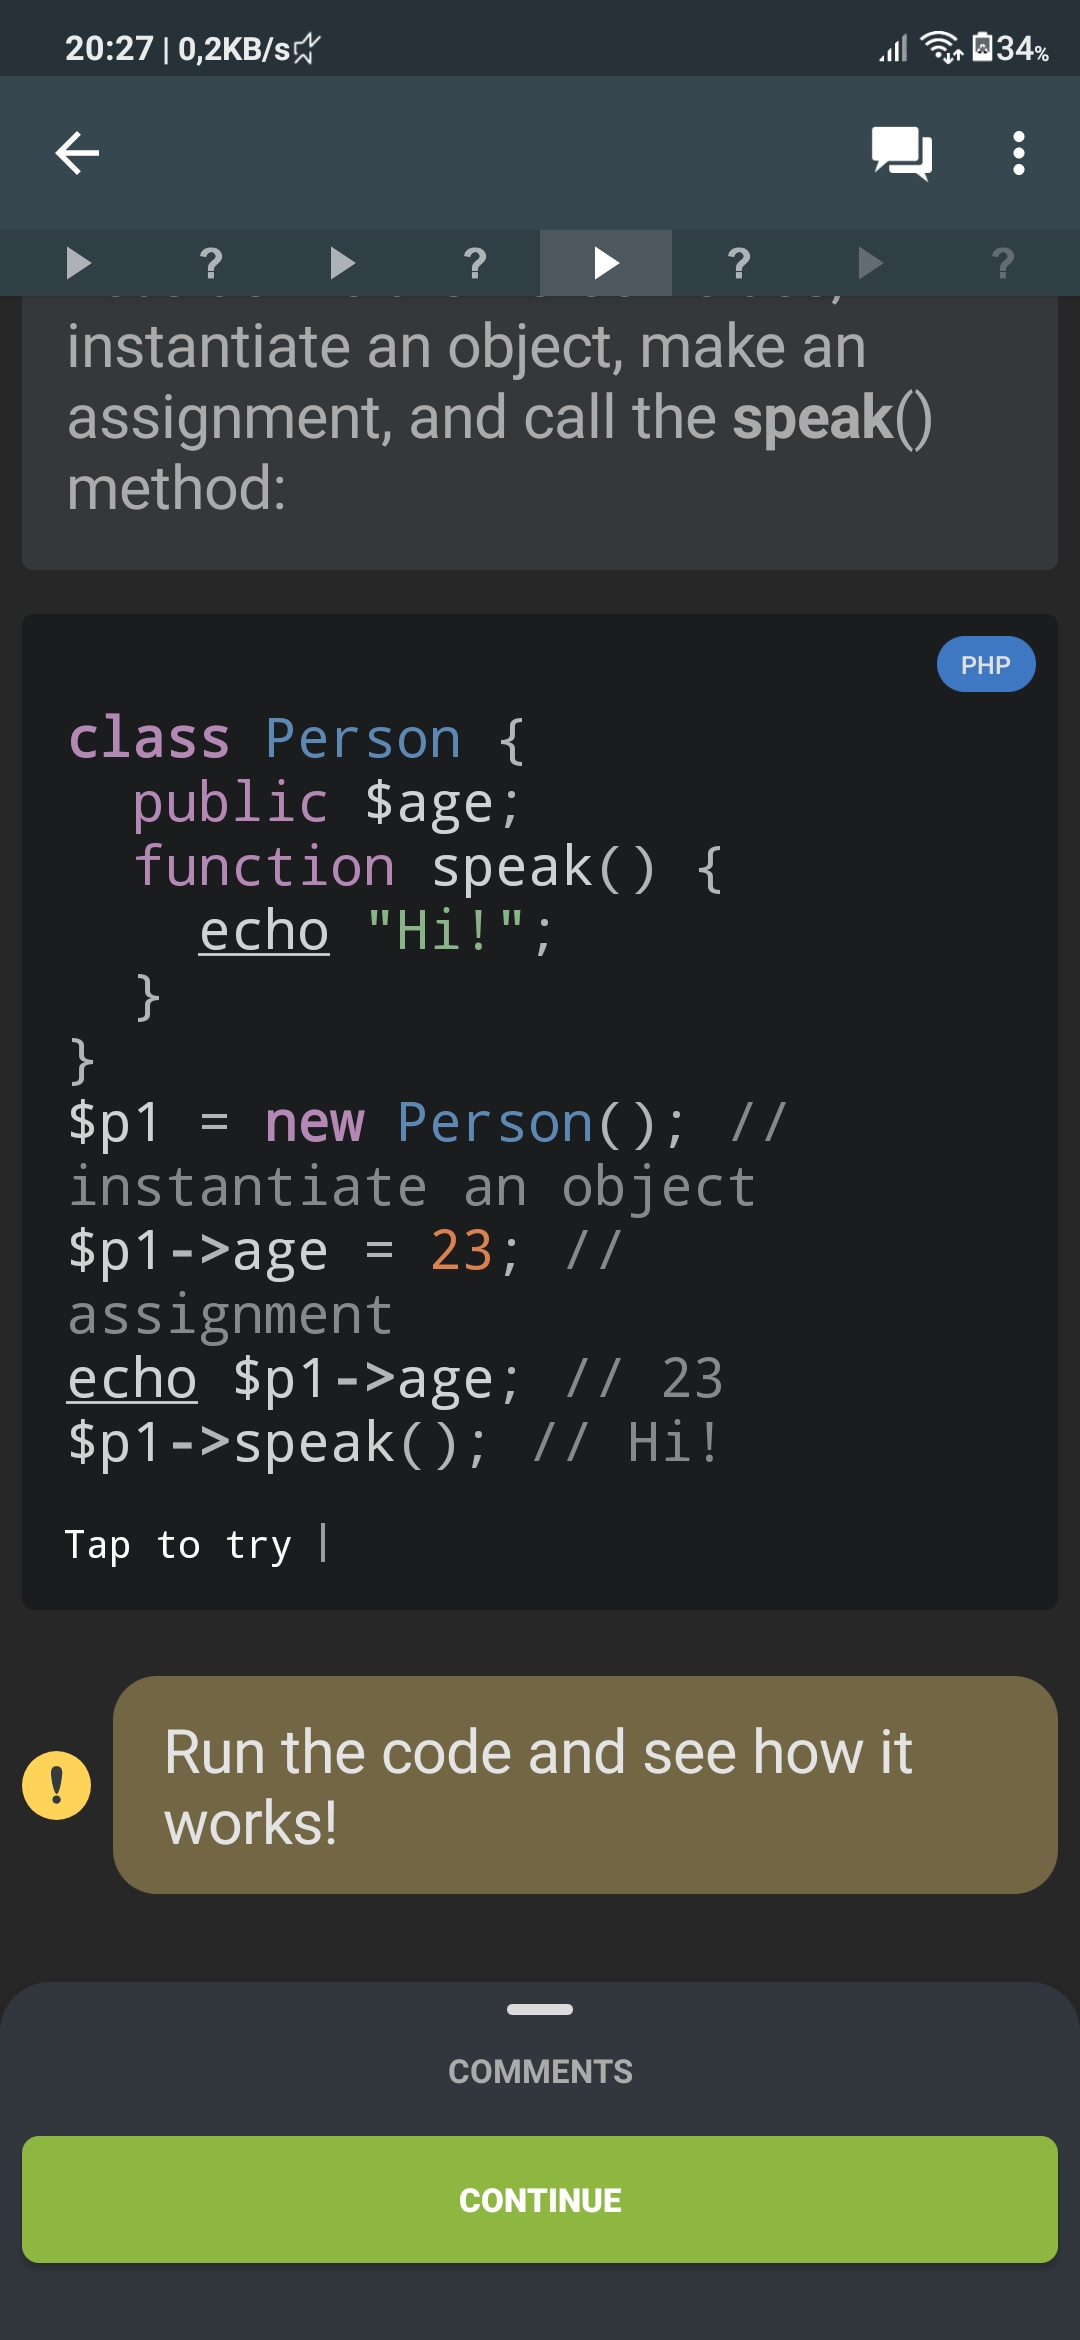 20:27 | 0,2KB/s
34%
? ? ? ?
instantiate an object, make an
assignment, and call the speak()
method:
PHP
class Person {
public $age;
function speak() {
echo "Hi!";
}
}
$p1 = new Person(); //
instantiate an object
$p1->age = 23; //
assignment
echo $p1->age; // 23
$p1->speak(); // Hi!
Tap to try
!
Run the code and see how it
works!
COMMENTS
CONTINUE